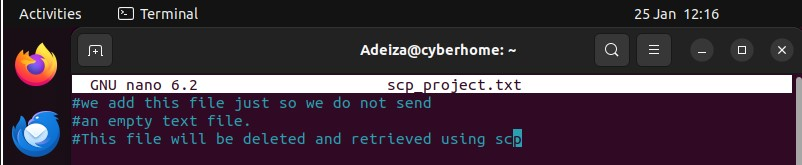 Activities Terminal 25 Jan 12:16
Adeiza@cyberhome: ~
GNU nano 6.2 scp_project.txt
#we add this file just so we do not send
#an empty text file.
#This file will be deleted and retrieved using scp